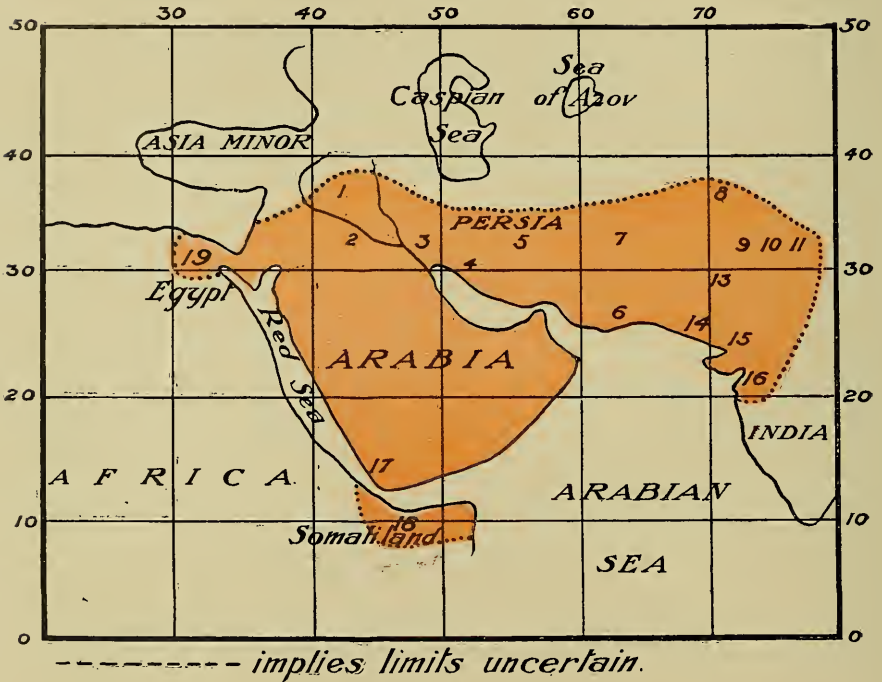 30 40 50 60 70
50 50
Sea
of Azov
Caspian
Sea
ASIA MINOR
40 40
1 8
PERSIA
2 3 5 7 9 10 11
19 4
30 13 30
Egypt
6 14
Red Sea
15
ARABIA
16
20 20
INDIA
17
AFRICA
ARABIAN
10 18 10
Somaliland
SEA
0 0
--------- implies limits uncertain.